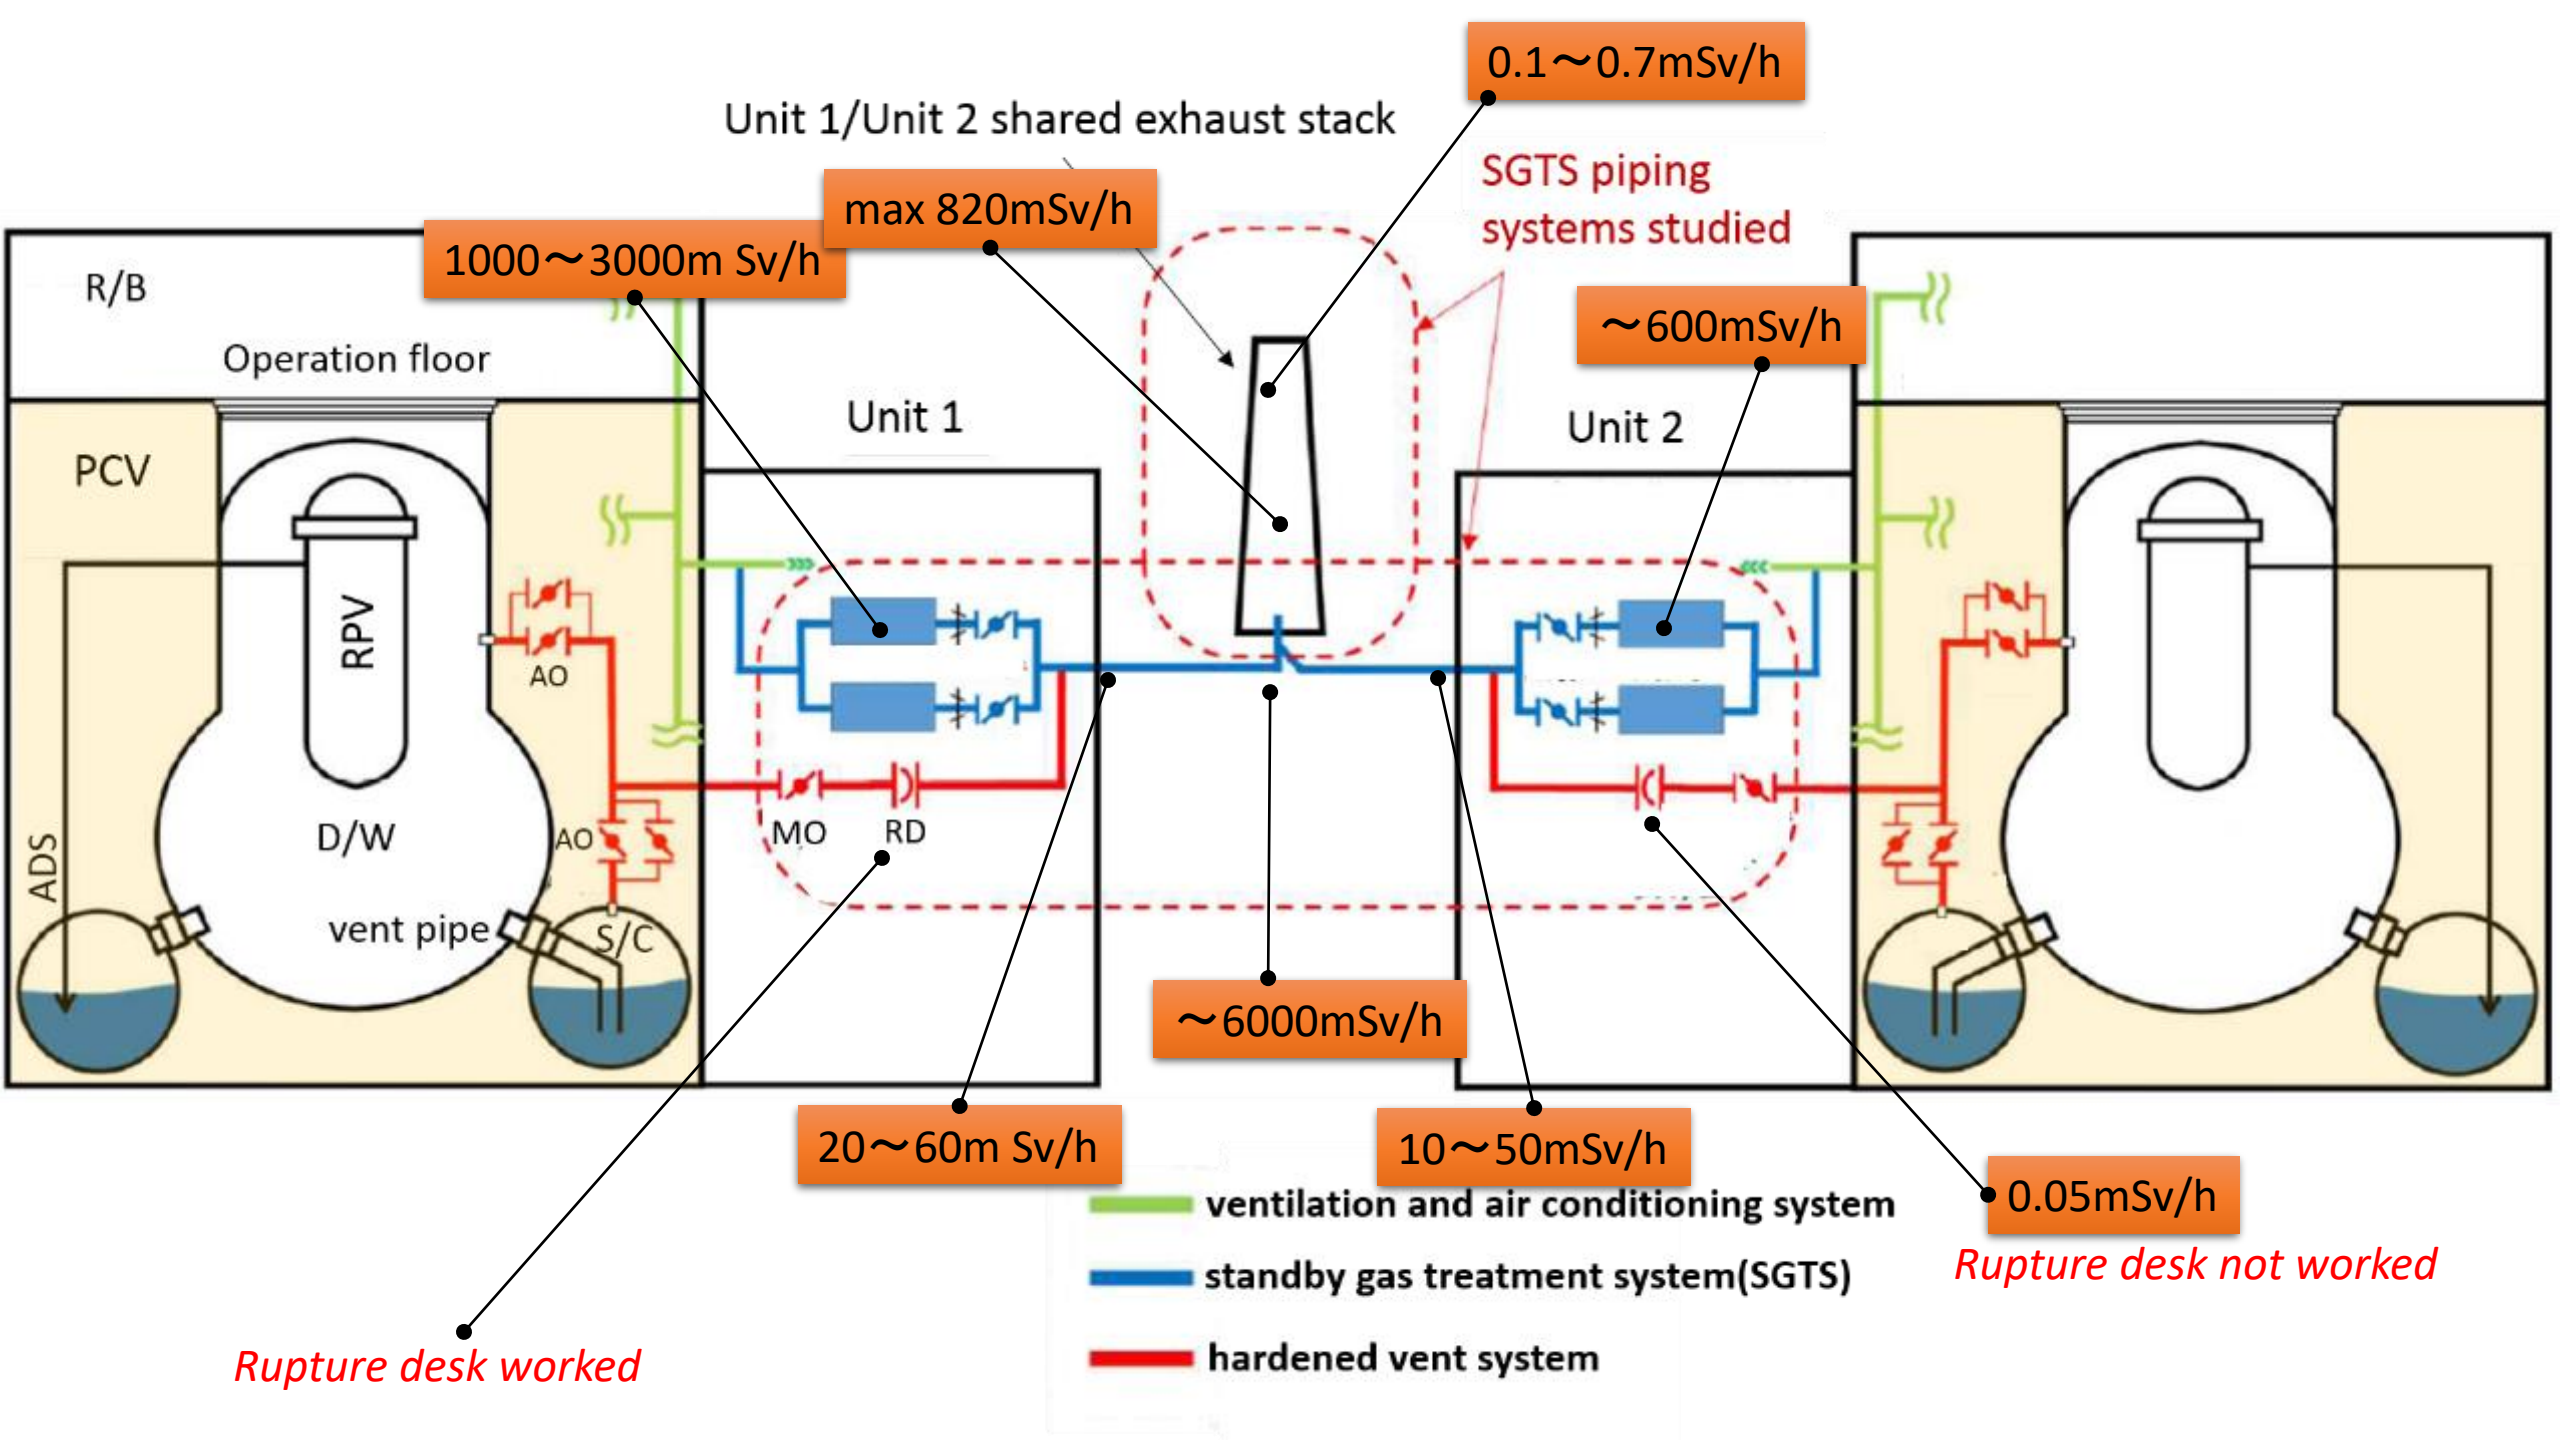 0.1～0.7mSv/h
Unit 1/Unit 2 shared exhaust stack
SGTS piping
systems studied
max 820mSv/h
1000～3000m Sv/h
R/B
～600mSv/h
Operation floor
Unit 1
Unit 2
PCV
RPV
AO
MO
RD
D/W
AO
ADS
vent pipe
S/C
～6000mSv/h
20～60m Sv/h
10～50mSv/h
0.05mSv/h
ventilation and air conditioning system
Rupture desk not worked
standby gas treatment system(SGTS)
hardened vent system
Rupture desk worked